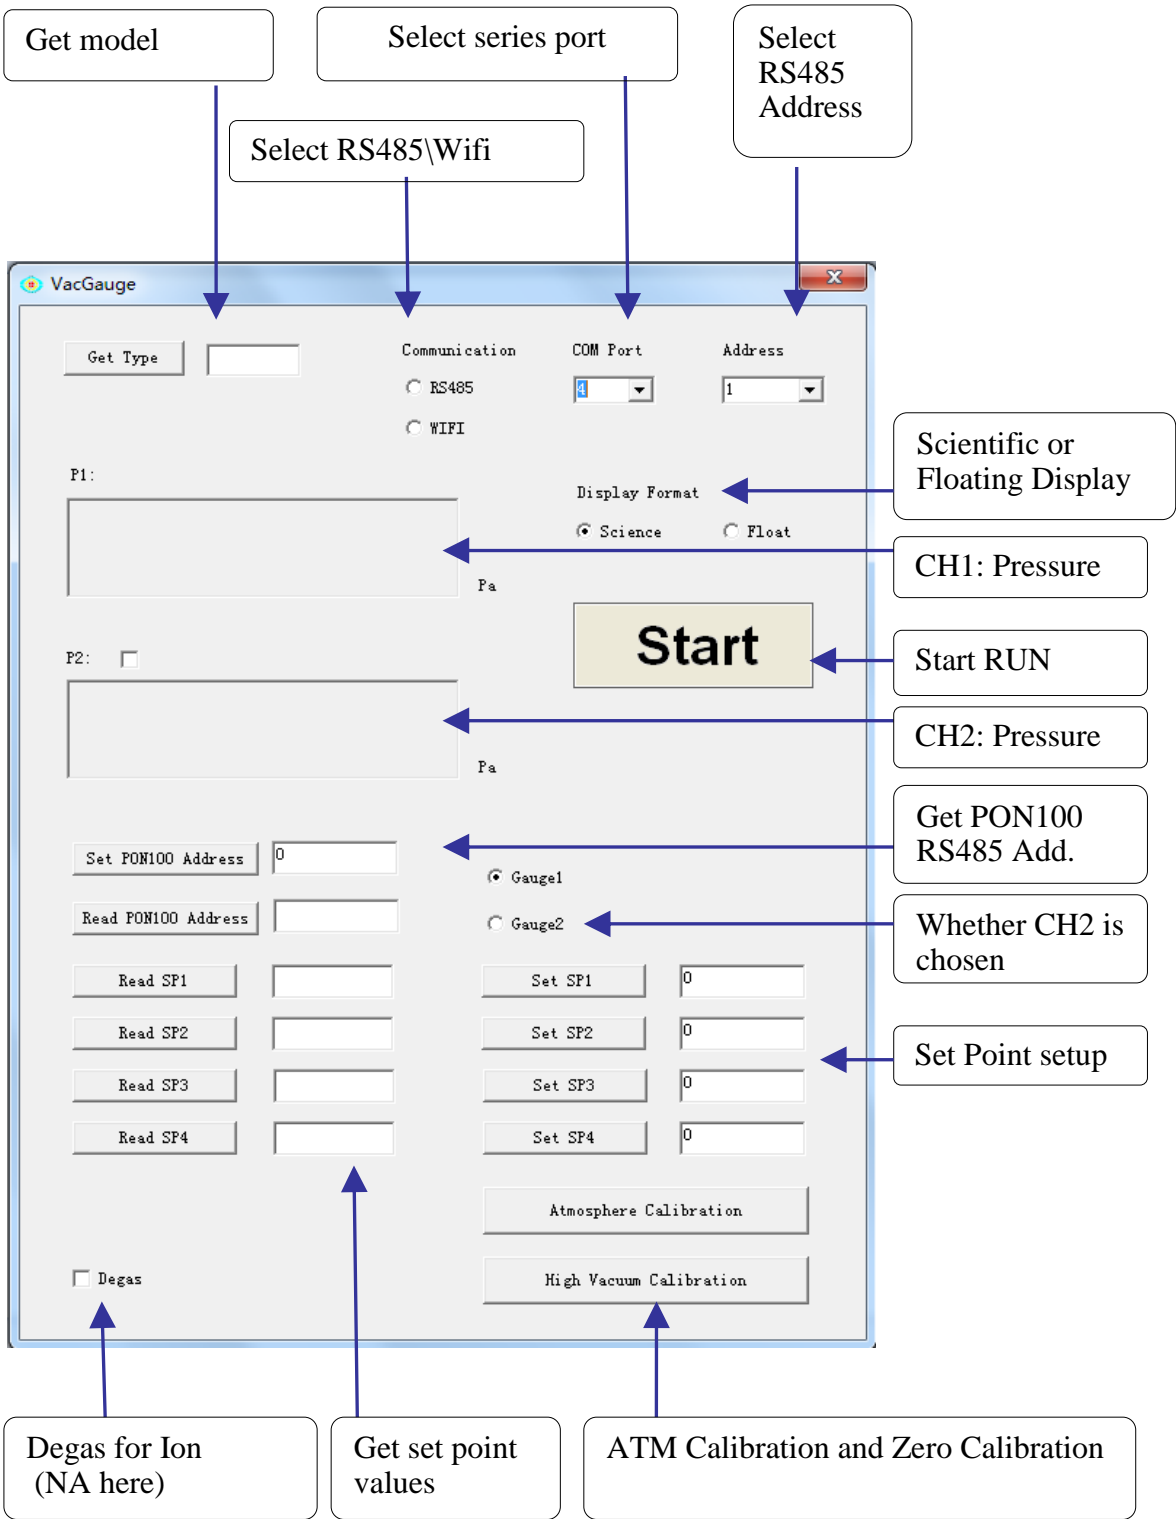 Get model
Select series port
Select
RS485
Address
Select RS485\Wifi
VacGauge
x
Get Type
Communication
COM Port
Address
RS485
4
1
WIFI
Scientific or
Floating Display
P1:
Display Format
Science
Float
CH1: Pressure
Pa
Start
Start RUN
P2:
CH2: Pressure
Pa
Get PON100
RS485 Add.
Set PON100 Address
0
Gauge1
Read PON100 Address
Gauge2
Whether CH2 is
chosen
Read SP1
Set SP1
0
Read SP2
Set SP2
0
Set Point setup
Read SP3
Set SP3
0
Read SP4
Set SP4
0
Atmosphere Calibration
Degas
High Vacuum Calibration
Degas for Ion
(NA here)
Get set point
values
ATM Calibration and Zero Calibration